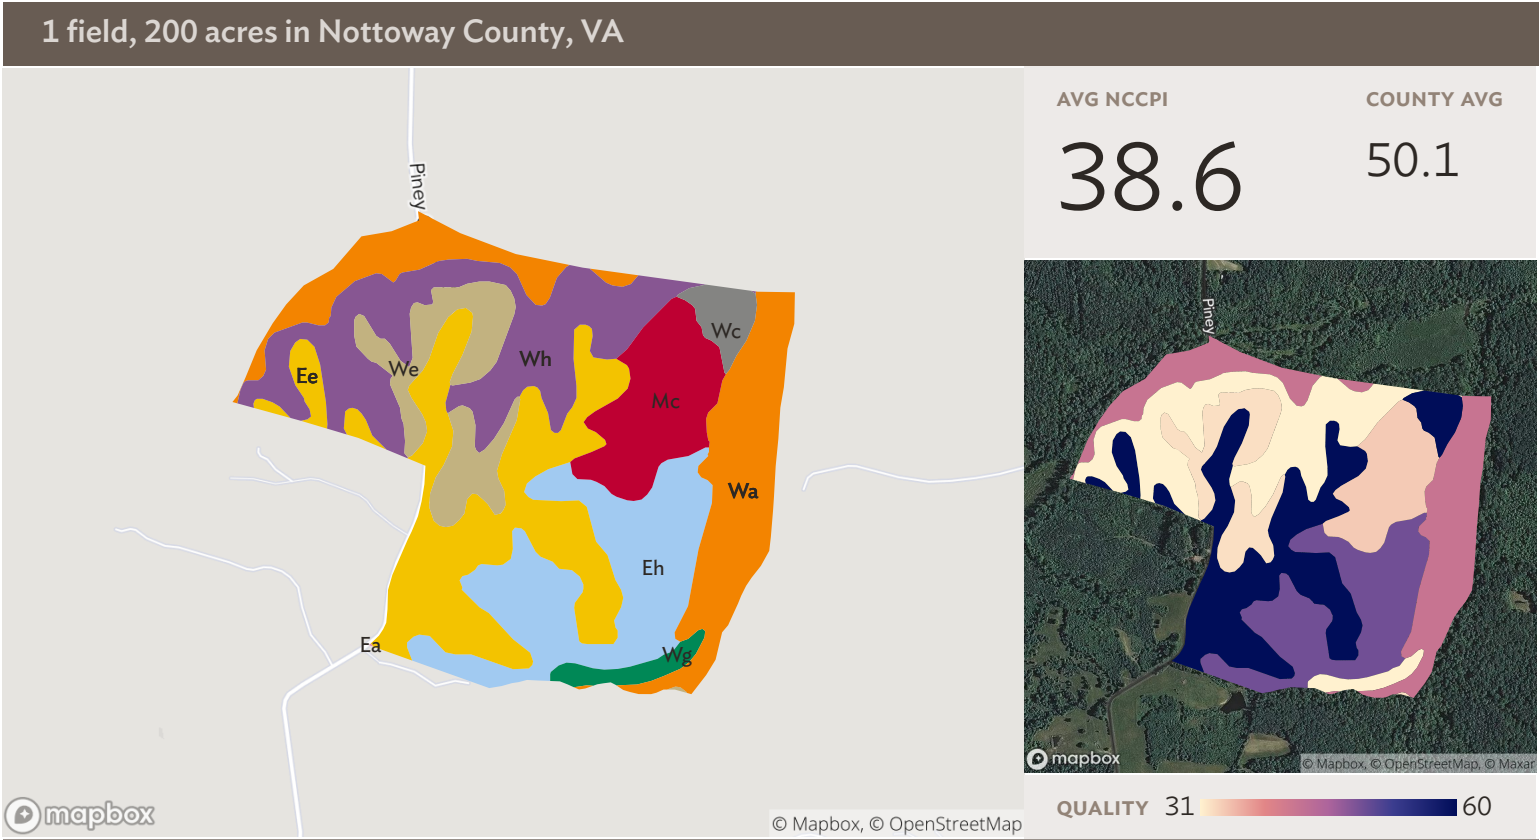 1 field, 200 acres in Nottoway County, VA
AVG NCCPI
38.6
COUNTY AVG
50.1
Piney
Wc
Wh
We
Ee
Mc
Wa
Eh
Ea
Wg
mapbox
© Mapbox, © OpenStreetMap
Piney
mapbox
© Mapbox, © OpenStreetMap, © Maxar
QUALITY 31 60